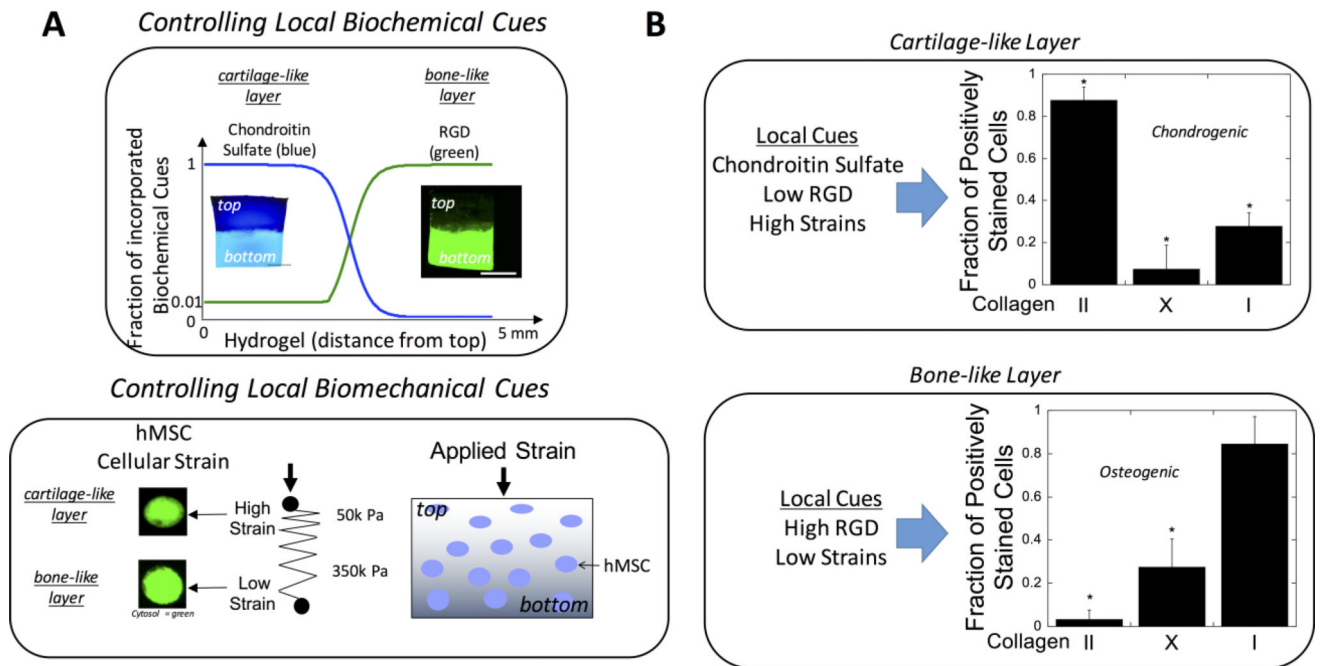 A
Controlling Local Biochemical Cues
cartilage-like
layer
bone-like
layer
Chondroitin
Sulfate (blue)
RGD
(green)
Fraction of incorporated
Biochemical Cues
1
0.01
0
top
bottom
top
bottom
0
5 mm
Hydrogel (distance from top)
Controlling Local Biomechanical Cues
hMSC
Cellular Strain
cartilage-like
layer
bone-like
layer
Cytosol = green
High
Strain
Low
Strain
50k Pa
350k Pa
Applied Strain
top
hMSC
bottom
B
Cartilage-like Layer
Local Cues
Chondroitin Sulfate
Low RGD
High Strains
Fraction of Positively
Stained Cells
1
0.8
0.6
0.4
0.2
0
*
*
*
Chondrogenic
Collagen II X I
Bone-like Layer
Local Cues
High RGD
Low Strains
Fraction of Positively
Stained Cells
1
0.8
0.6
0.4
0.2
0
*
*
Osteogenic
Collagen II X I